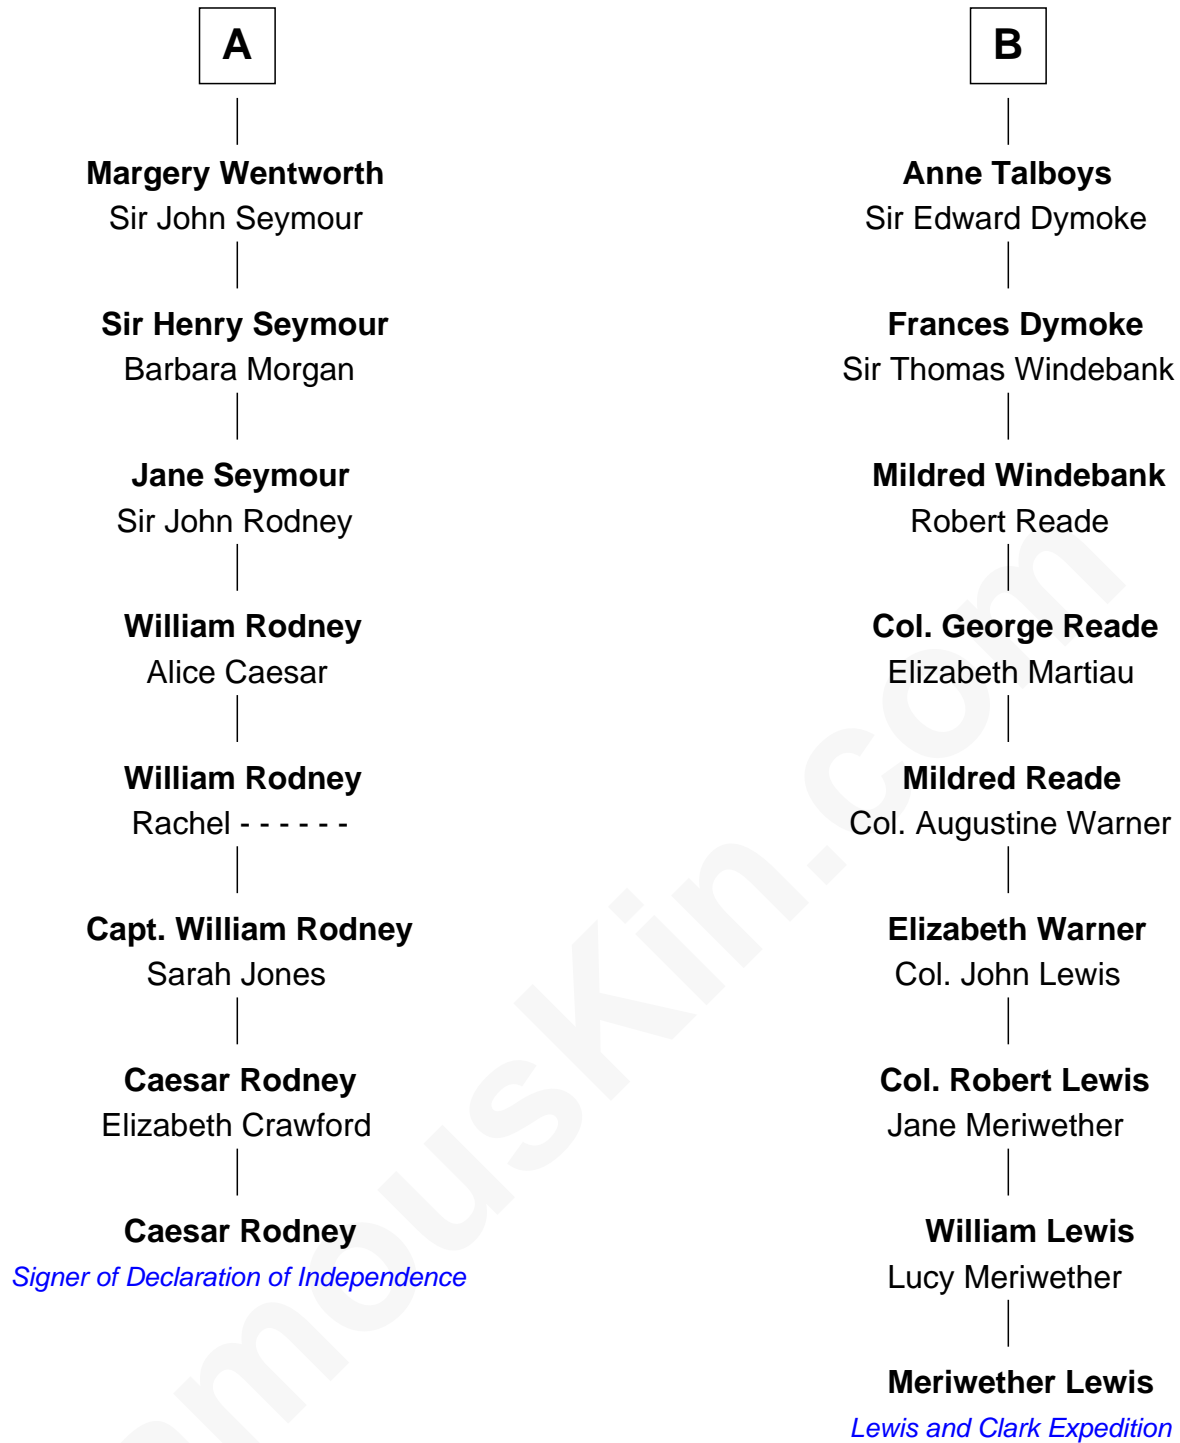 A
Margery Wentworth
Sir John Seymour
Sir Henry Seymour
Barbara Morgan
Jane Seymour
Sir John Rodney
William Rodney
Alice Caesar
William Rodney
Rachel - - - - - -
Capt. William Rodney
Sarah Jones
Caesar Rodney
Elizabeth Crawford
Caesar Rodney
Signer of Declaration of Independence
B
Anne Talboys
Sir Edward Dymoke
Frances Dymoke
Sir Thomas Windebank
Mildred Windebank
Robert Reade
Col. George Reade
Elizabeth Martiau
Mildred Reade
Col. Augustine Warner
Elizabeth Warner
Col. John Lewis
Col. Robert Lewis
Jane Meriwether
William Lewis
Lucy Meriwether
Meriwether Lewis
Lewis and Clark Expedition
amouskin.com